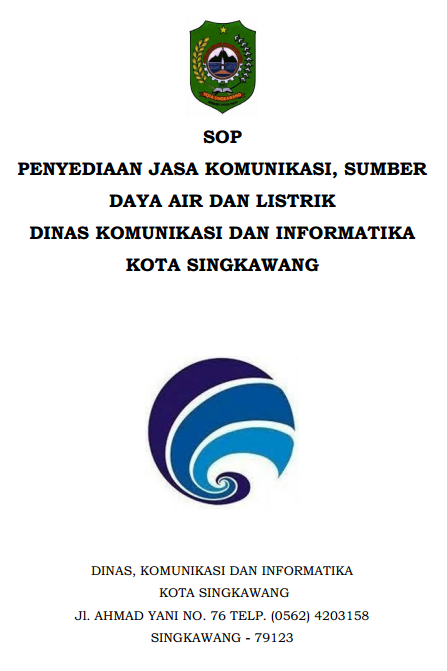 SOP
PENYEDIAAN JASA KOMUNIKASI, SUMBER
DAYA AIR DAN LISTRIK
DINAS KOMUNIKASI DAN INFORMATIKA
KOTA SINGKAWANG
DINAS, KOMUNIKASI DAN INFORMATIKA
KOTA SINGKAWANG
Jl. AHMAD YANI NO. 76 TELP. (0562) 4203158
SINGKAWANG - 79123